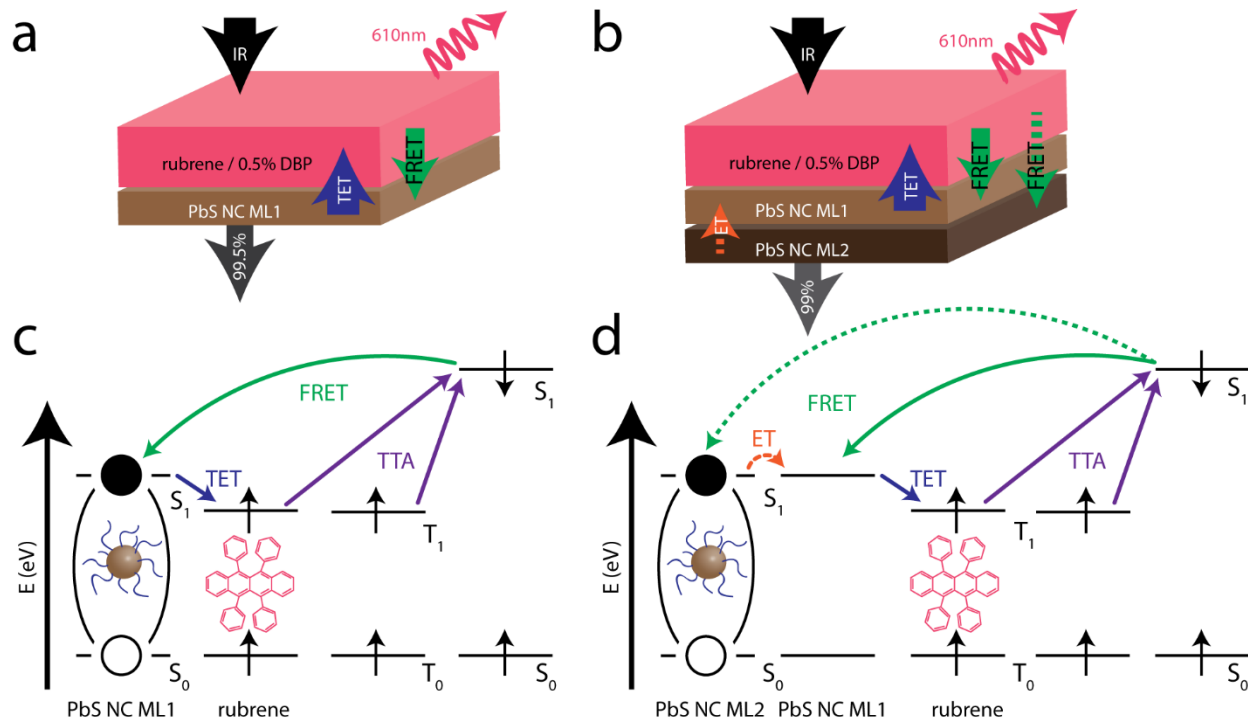 a
IR
610nm
rubrene / 0.5% DBP
TET
FRET
PbS NC ML1
99.5%
b
IR
610nm
rubrene / 0.5% DBP
TET
FRET
FRET
PbS NC ML1
ET
PbS NC ML2
99%
c
E (eV)
FRET
S1
TET
TTA
S1
T1
S0
T0
S0
PbS NC ML1
rubrene
d
E (eV)
FRET
S1
ET
TTA
S1
TET
T1
S0
T0
S0
PbS NC ML2
PbS NC ML1
rubrene